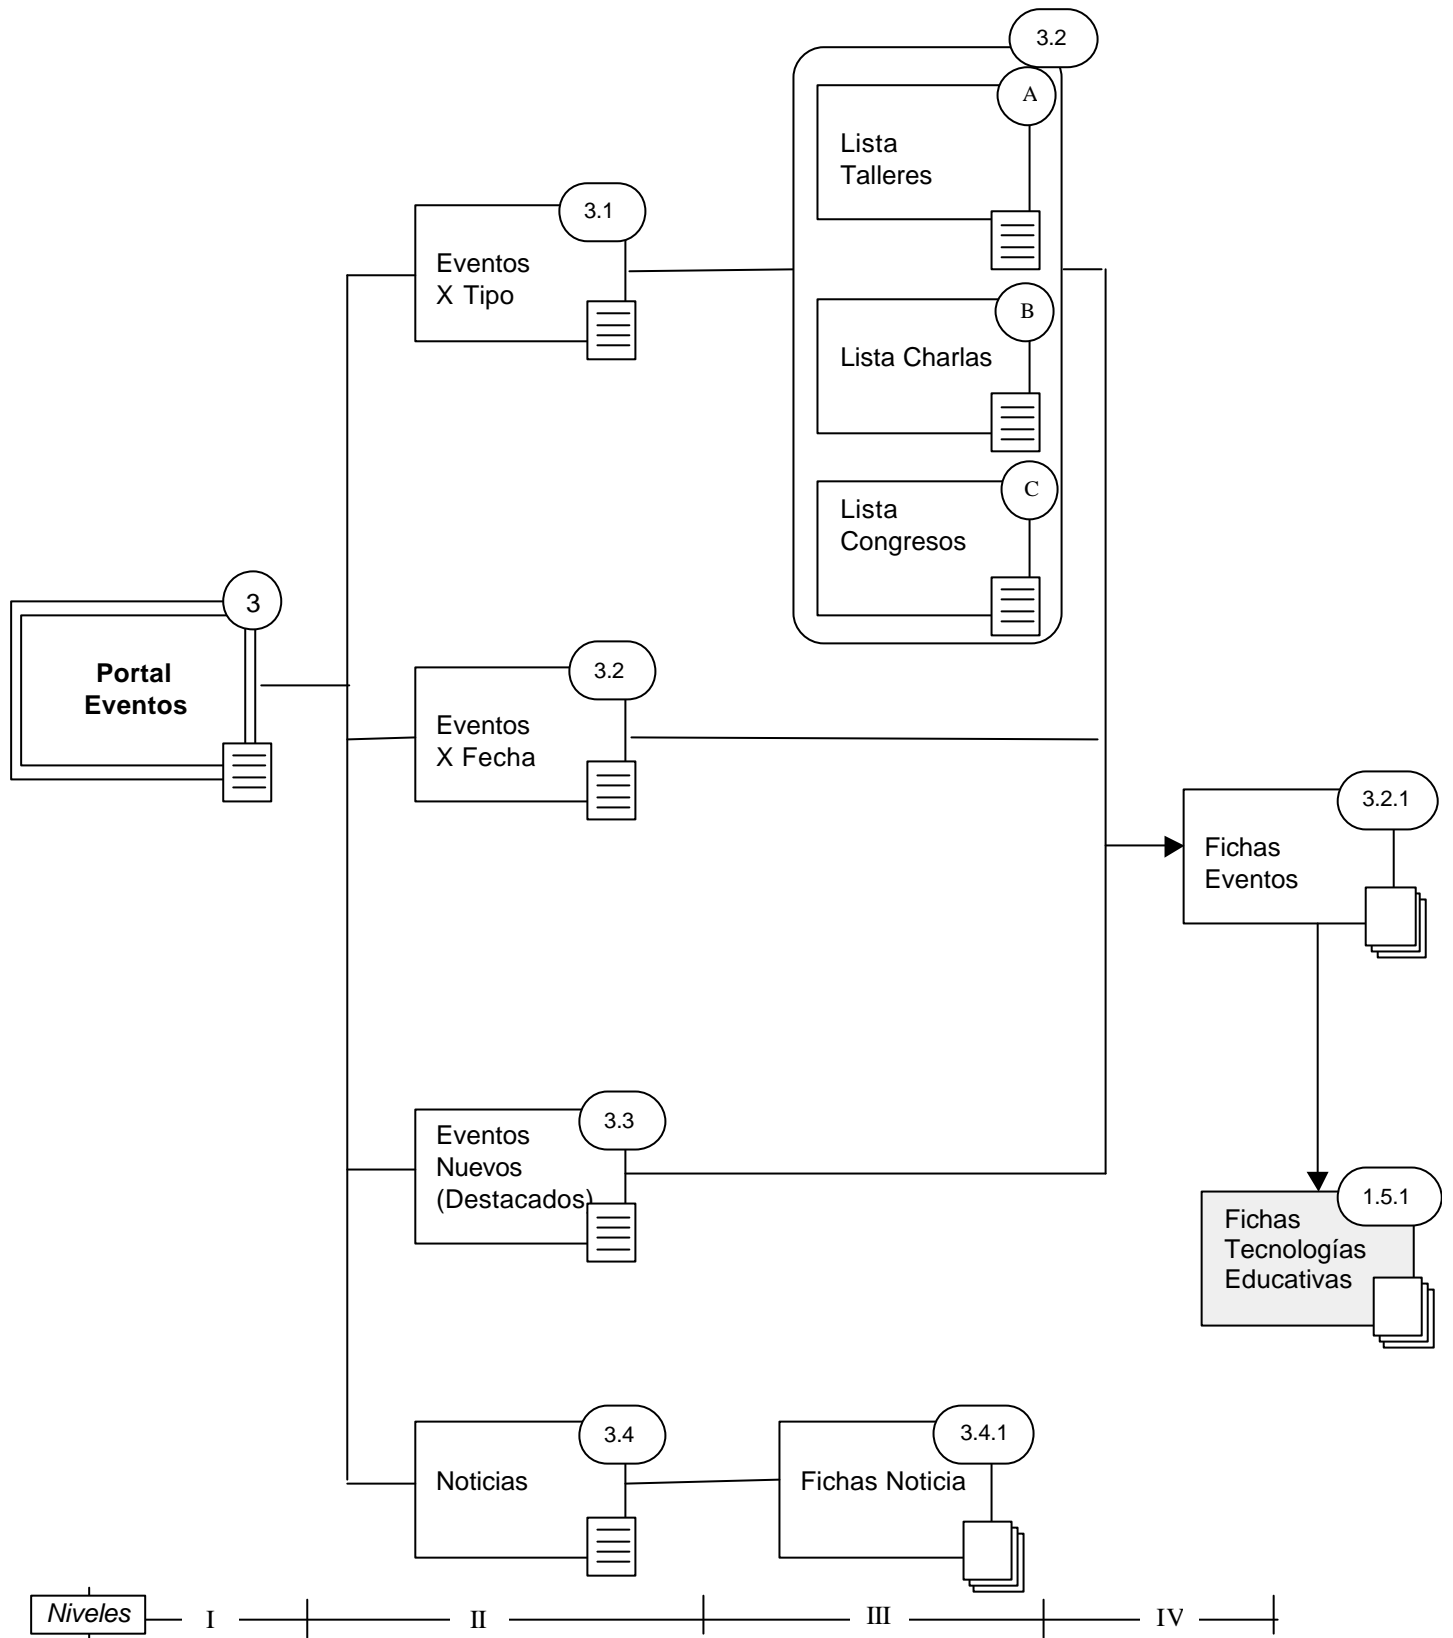 3.2
A
Lista
Talleres
3.1
Eventos
X Tipo
B
Lista Charlas
C
Lista
Congresos
3
Portal
Eventos
3.2
Eventos
X Fecha
3.2.1
Fichas
Eventos
3.3
Eventos
Nuevos
(Destacados)
1.5.1
Fichas
Tecnologías
Educativas
3.4
Noticias
3.4.1
Fichas Noticia
Niveles I II III IV